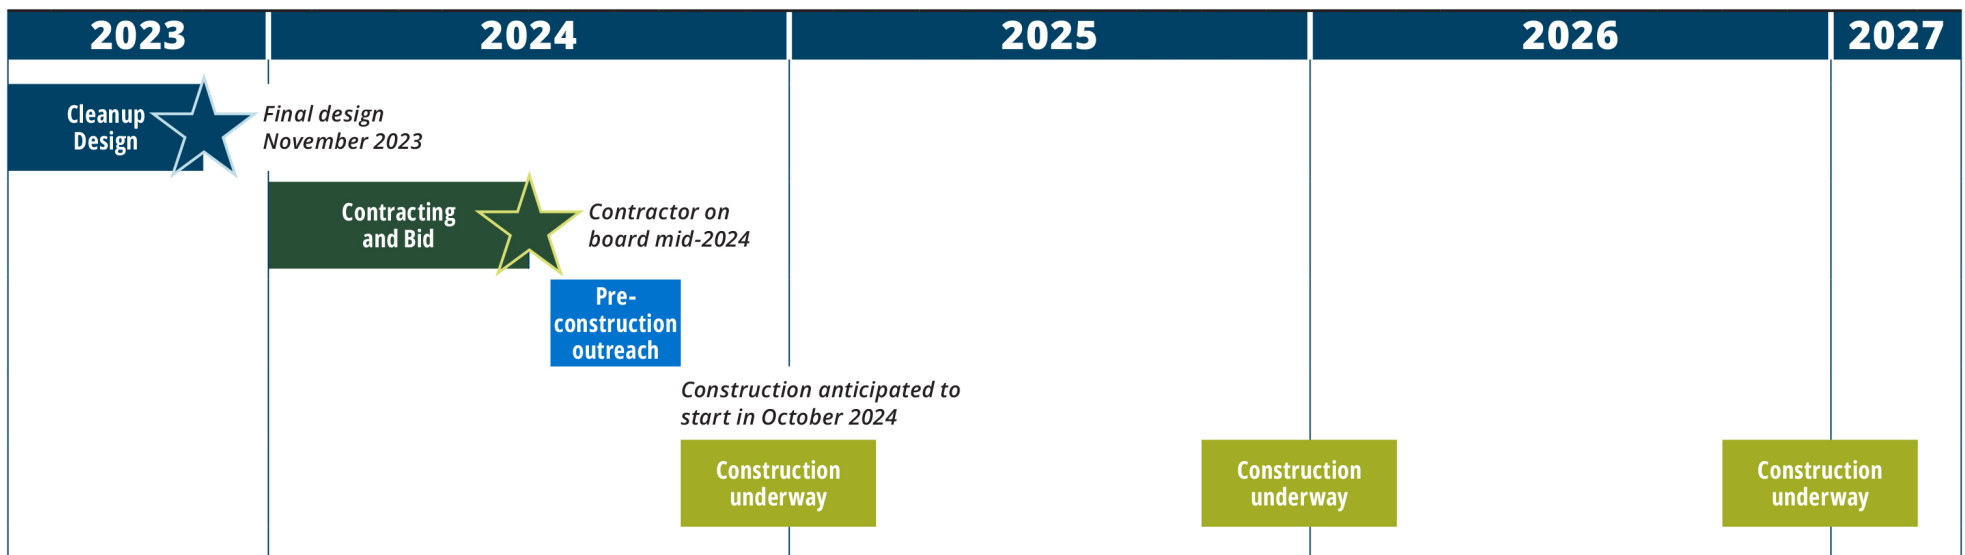 2023 2024 2025 2026 2027
Cleanup
Design
Final design
November 2023
Contracting
and Bid
Contractor on
board mid-2024
Pre-
construction
outreach
Construction anticipated to
start in October 2024
Construction
underway
Construction
underway
Construction
underway